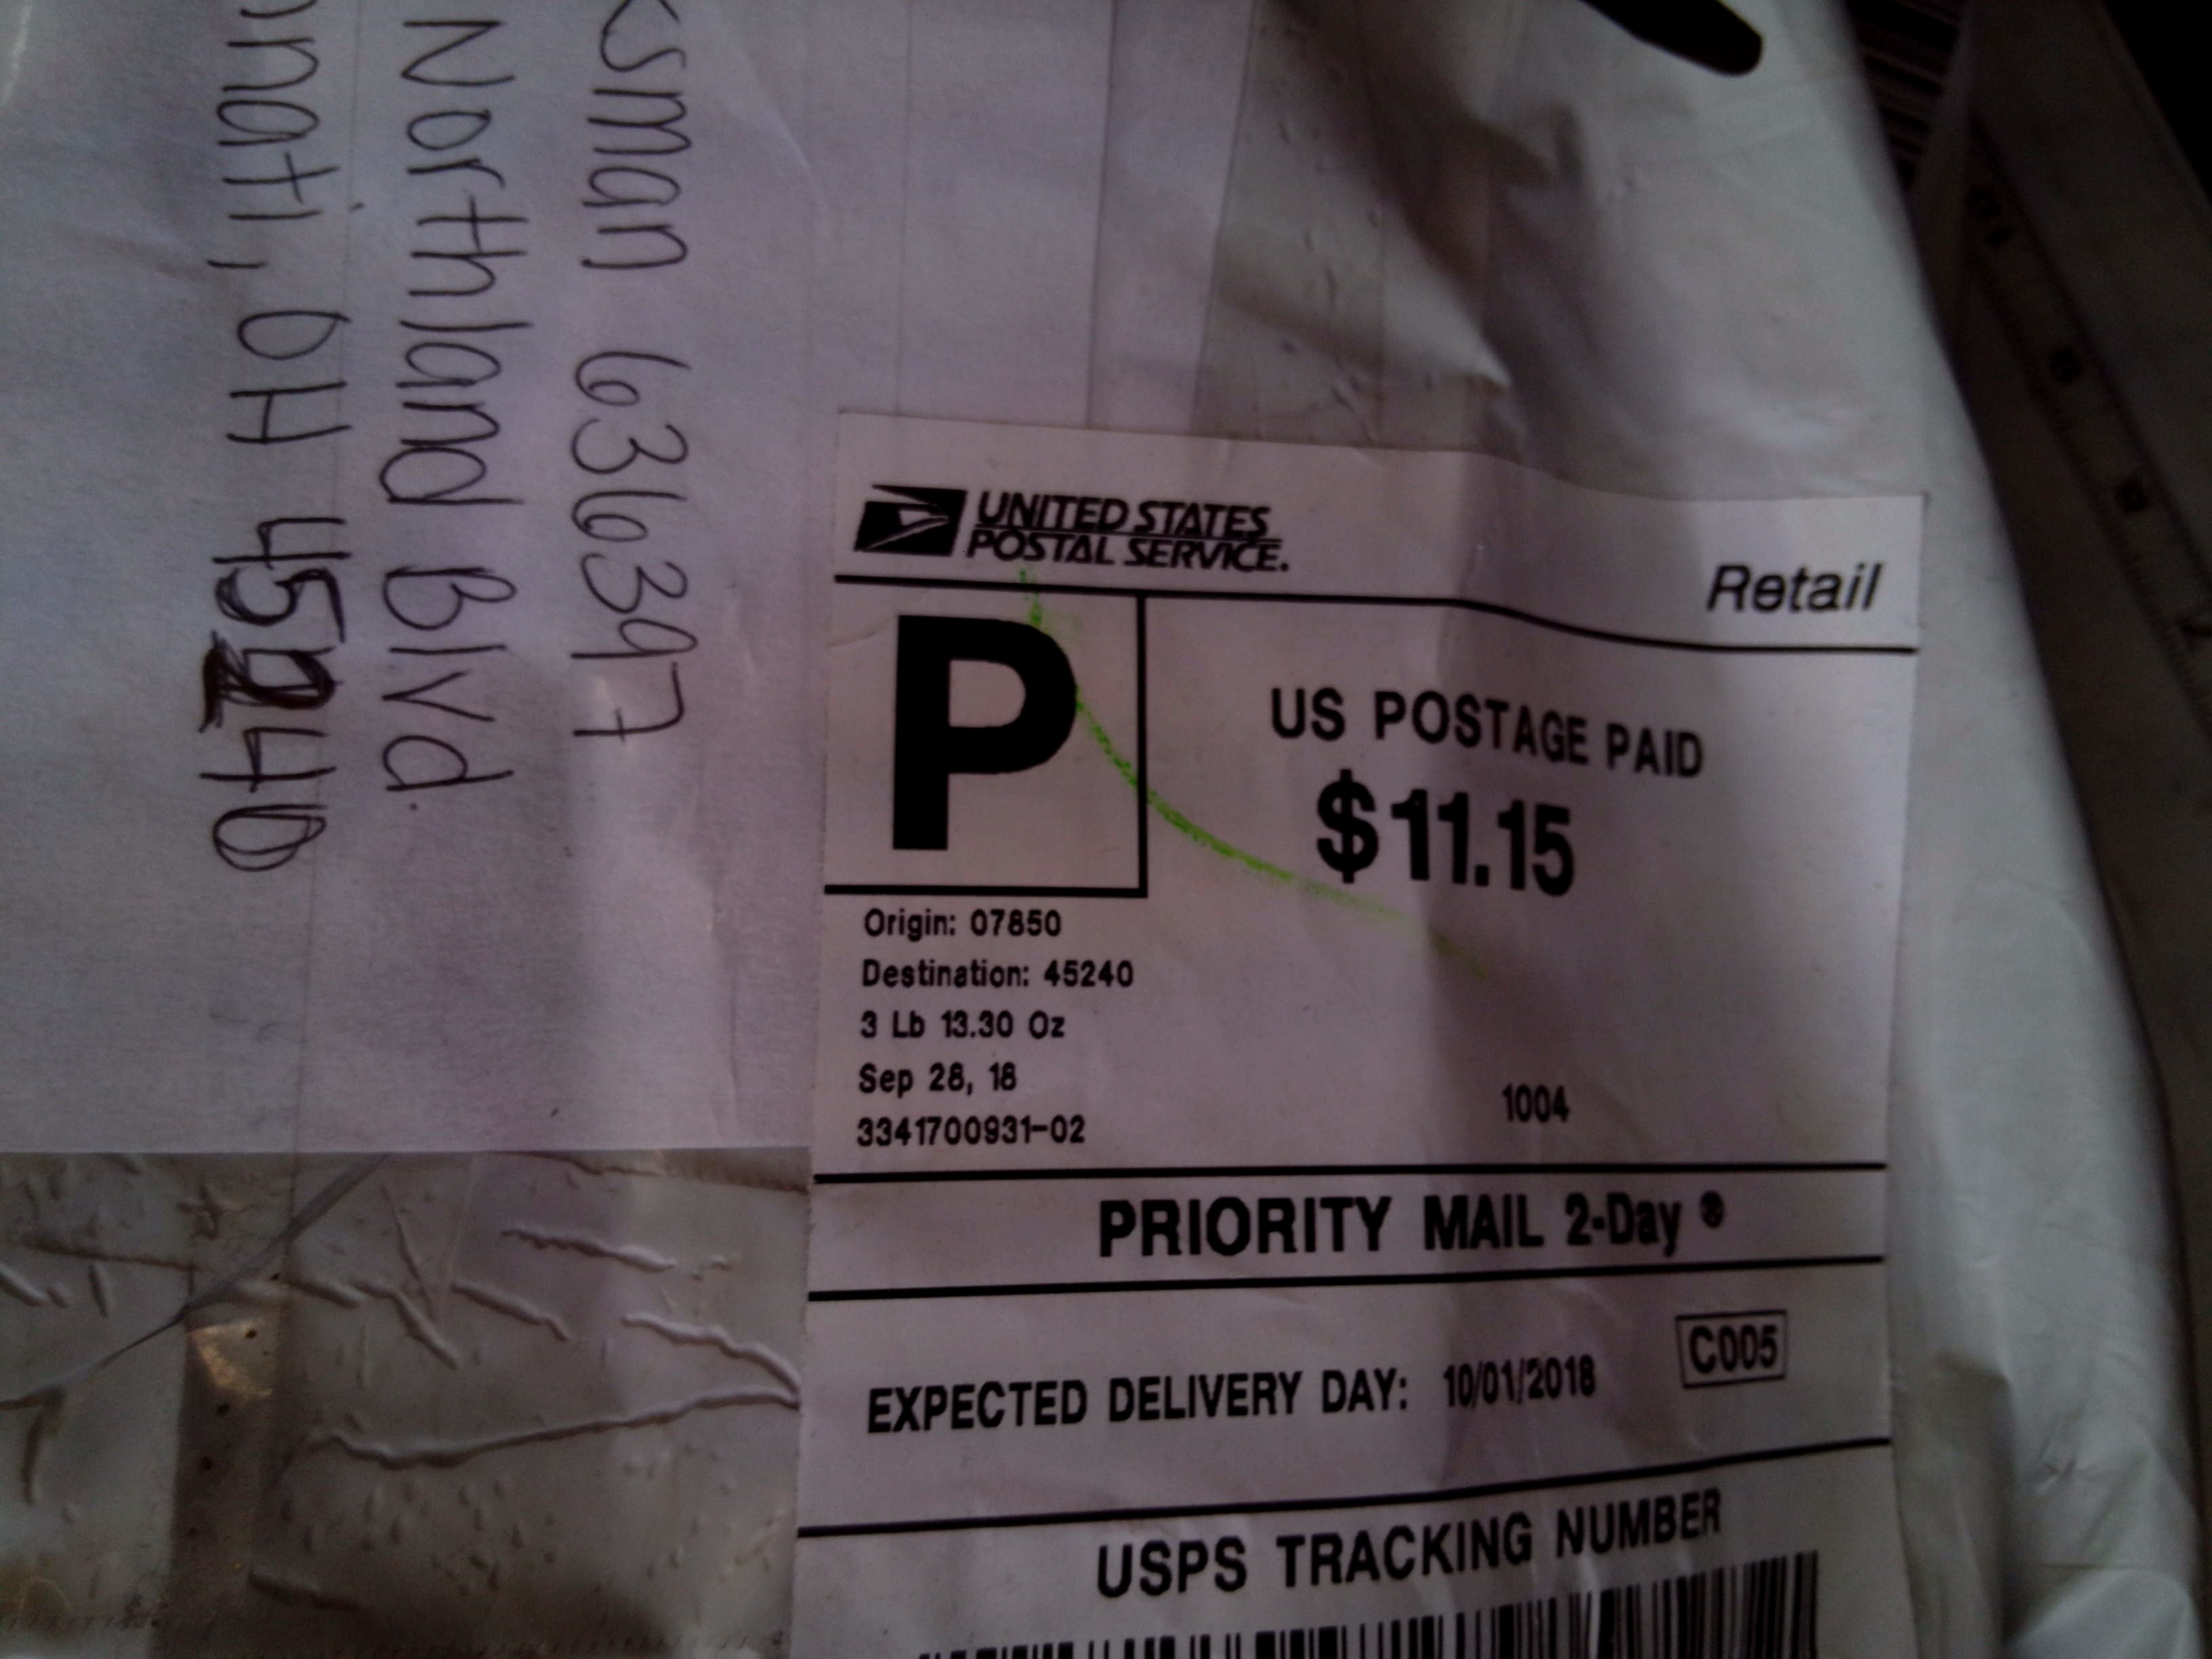 ksman 636397
Northland Blvd.
nnati, OH 45240
UNITED STATES
POSTAL SERVICE.
Retail
P
US POSTAGE PAID
$11.15
Origin: 07850
Destination: 45240
3 Lb 13.30 Oz
Sep 28, 18
3341700931-02
1004
PRIORITY MAIL 2-Day ®
EXPECTED DELIVERY DAY: 10/01/2018
C005
USPS TRACKING NUMBER